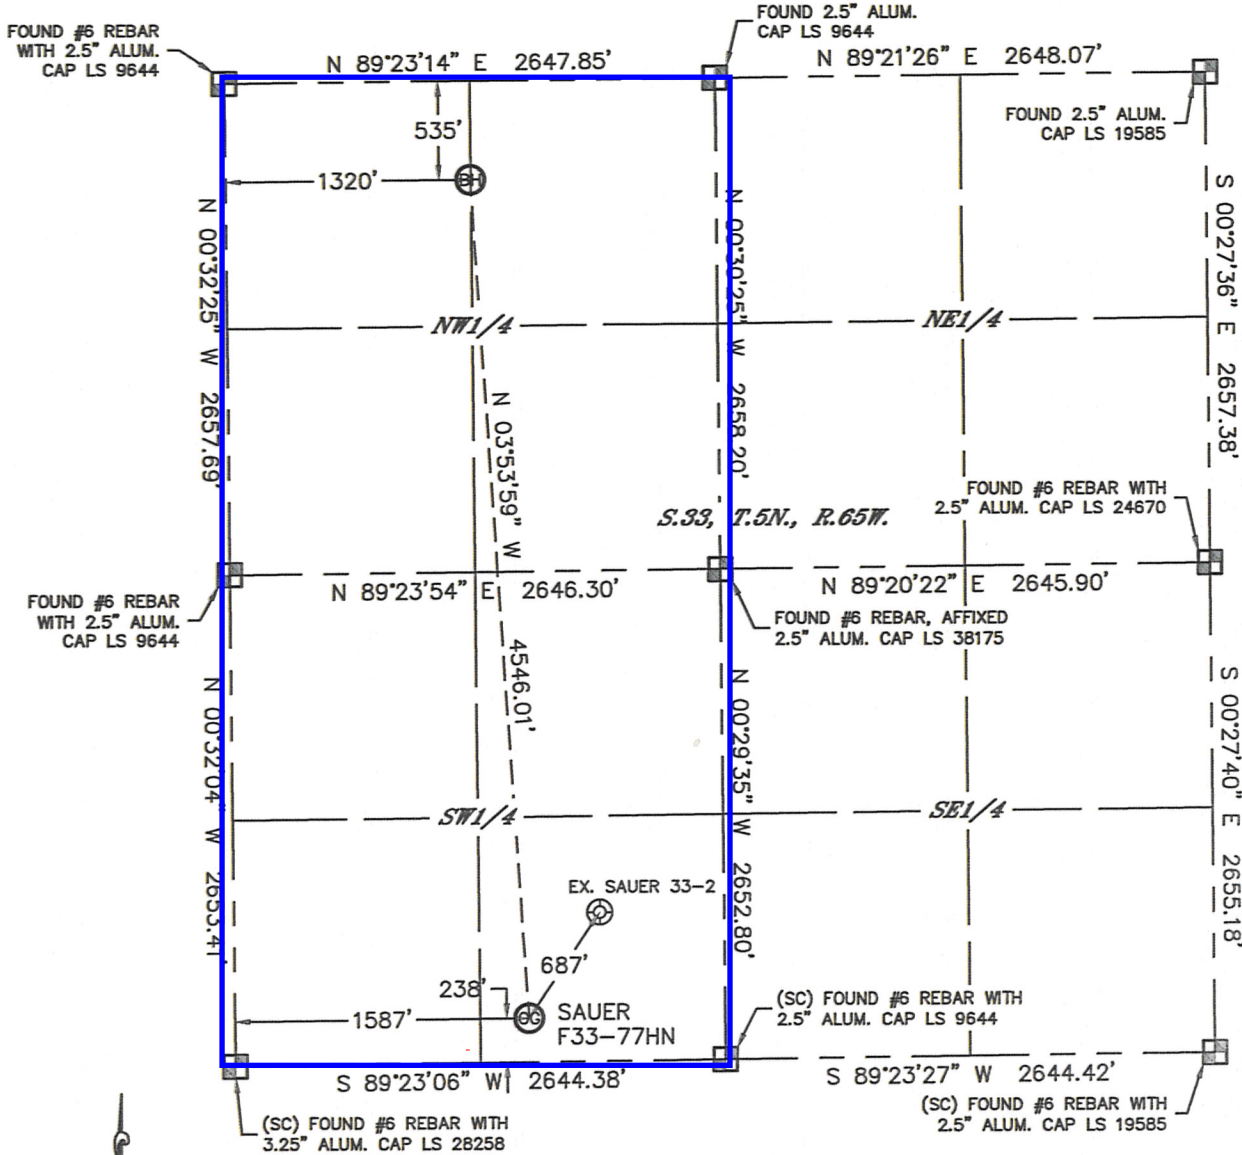 FOUND #6 REBAR
WITH 2.5" ALUM.
CAP LS 9644
FOUND 2.5" ALUM.
CAP LS 9644
N 89°23'14" E 2647.85'
N 89°21'26" E 2648.07'
FOUND 2.5" ALUM.
CAP LS 19585
535'
1320'
BH
N 00°32'25" W 2657.69'
N 00°30'25" W 2658.20'
S 00°27'36" E 2657.38'
NW1/4
NE1/4
N 03°53'59" W 4546.01'
S.33, T.5N., R.65W.
FOUND #6 REBAR WITH
2.5" ALUM. CAP LS 24670
N 89°23'54" E 2646.30'
N 89°20'22" E 2645.90'
FOUND #6 REBAR
WITH 2.5" ALUM.
CAP LS 9644
FOUND #6 REBAR, AFFIXED
2.5" ALUM. CAP LS 38175
N 00°32'04" W 2653.41'
N 00°29'35" W 2652.80'
S 00°27'40" E 2655.18'
SW1/4
SE1/4
EX. SAUER 33-2
687'
238'
1587'
OG
SAUER
F33-77HN
(SC) FOUND #6 REBAR WITH
2.5" ALUM. CAP LS 9644
S 89°23'06" W 2644.38'
S 89°23'27" W 2644.42'
(SC) FOUND #6 REBAR WITH
3.25" ALUM. CAP LS 28258
(SC) FOUND #6 REBAR WITH
2.5" ALUM. CAP LS 19585